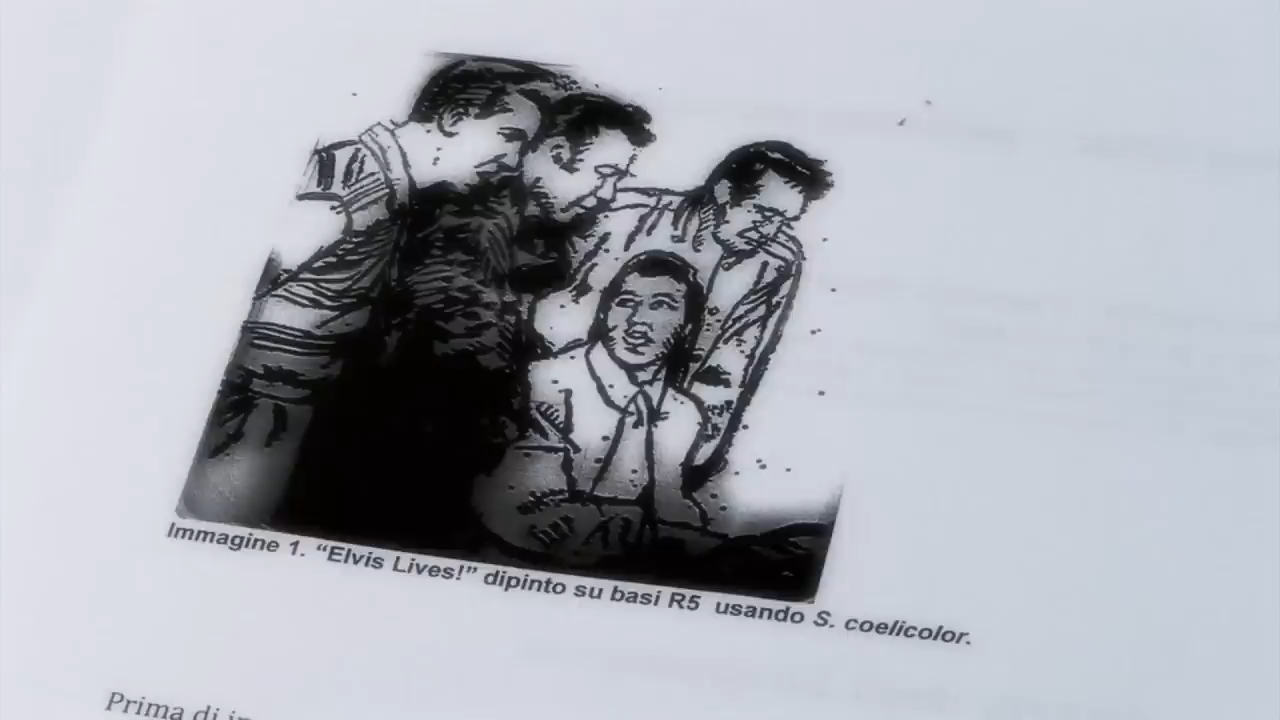 Immagine 1. “Elvis Lives!” dipinto su basi R5 usando S. coelicolor.
Prima di